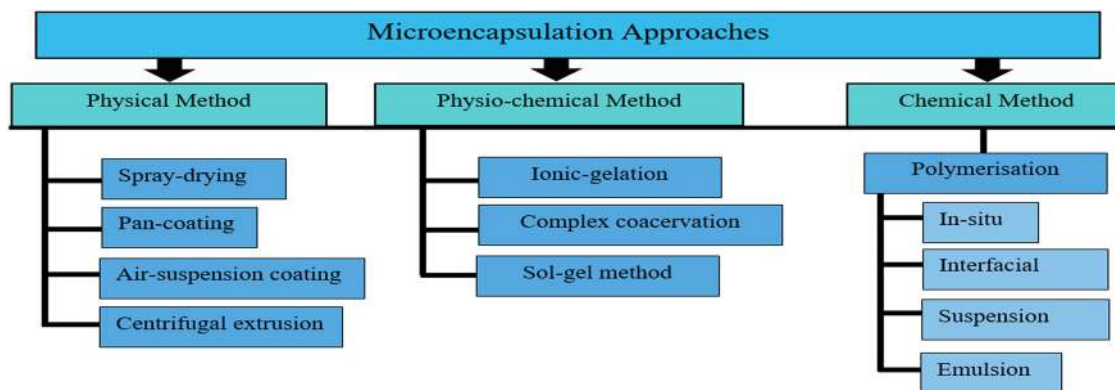 Microencapsulation Approaches
Physical Method
Spray-drying
Pan-coating
Air-suspension coating
Centrifugal extrusion
Physio-chemical Method
Ionic-gelation
Complex coacervation
Sol-gel method
Chemical Method
Polymerisation
In-situ
Interfacial
Suspension
Emulsion